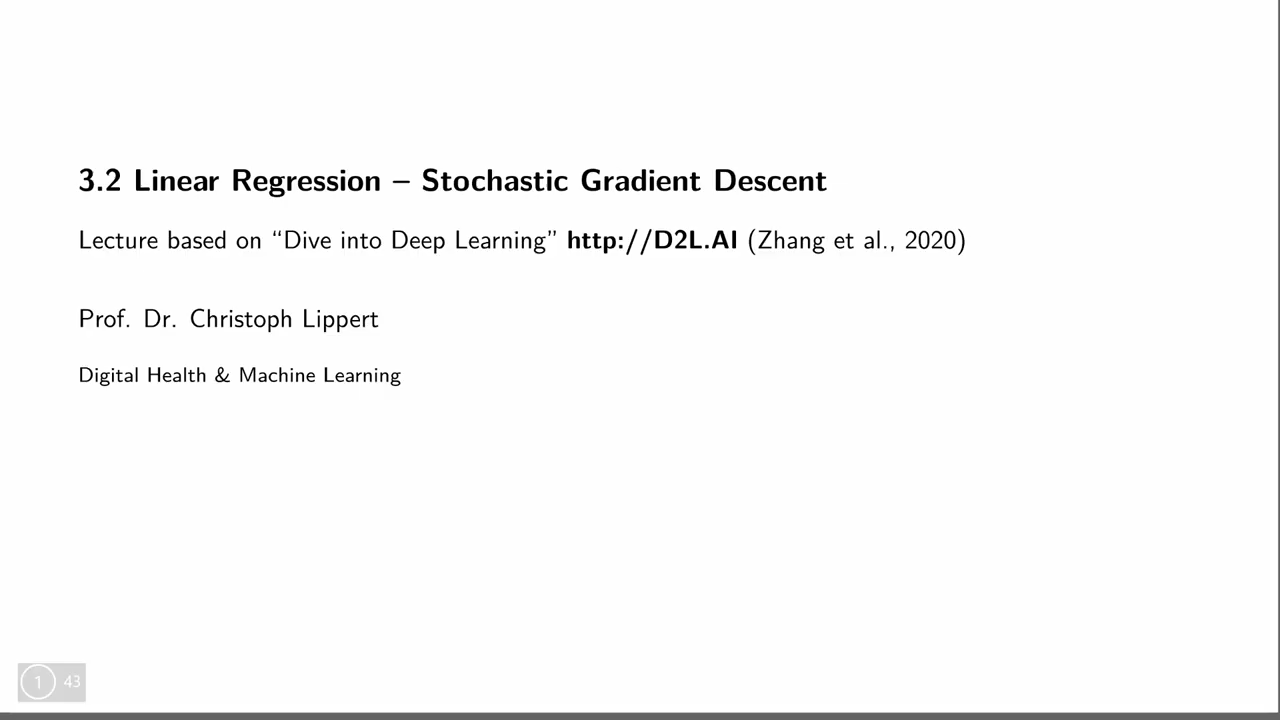 3.2 Linear Regression – Stochastic Gradient Descent
Lecture based on “Dive into Deep Learning” http://D2L.AI (Zhang et al., 2020)
Prof. Dr. Christoph Lippert
Digital Health & Machine Learning
1 43